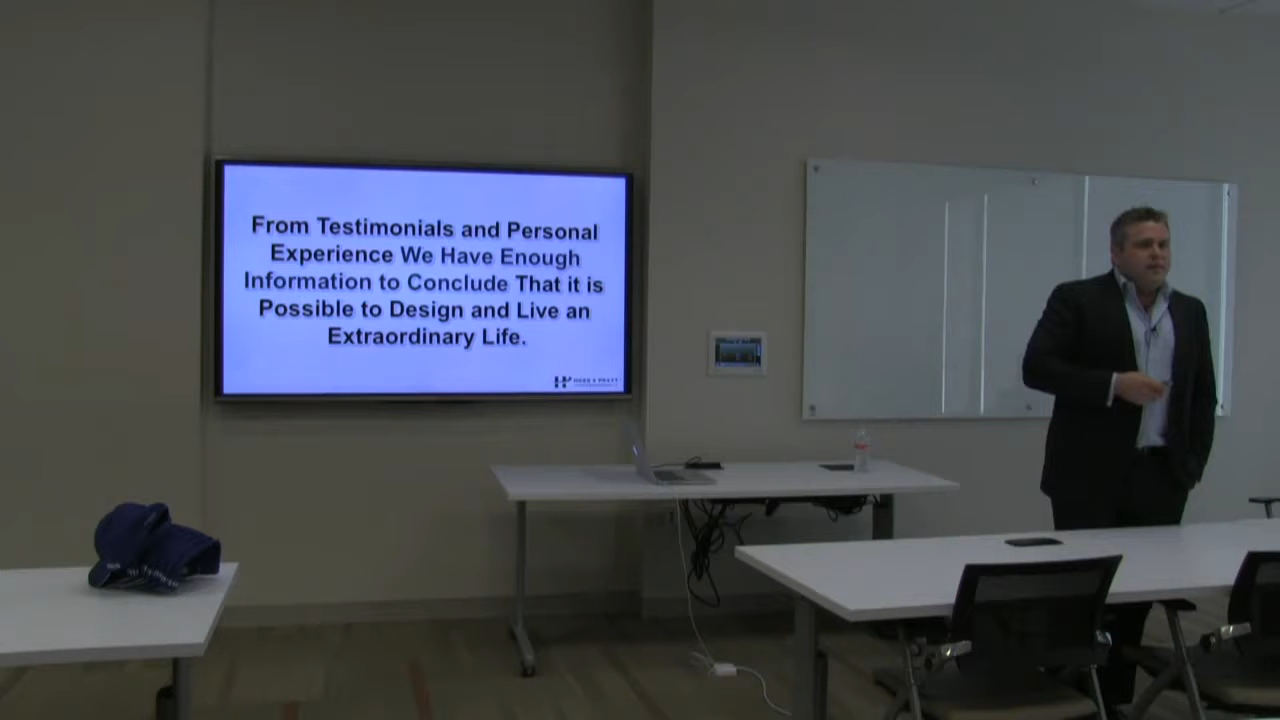 From Testimonials and Personal
Experience We Have Enough
Information to Conclude That it is
Possible to Design and Live an
Extraordinary Life.